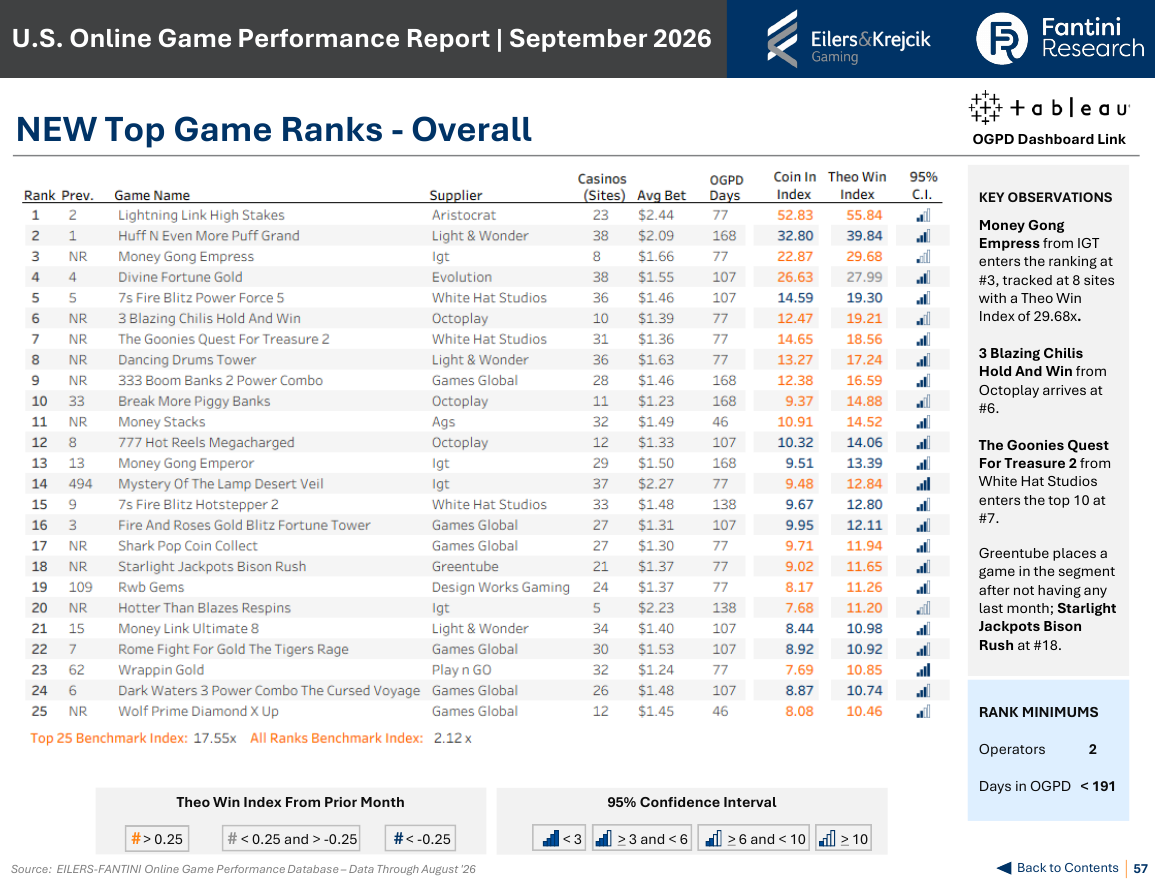 U.S. Online Game Performance Report | September 2026
Eilers&Krejcik
Gaming
Fantini
Research
NEW Top Game Ranks - Overall
+ a b l e a u
OGPD Dashboard Link
Rank Prev. Game Name Supplier Casinos (Sites) Avg Bet OGPD Days Coin In Index Theo Win Index 95% C.I.
1 2 Lightning Link High Stakes Aristocrat 23 $2.44 77 52.83 55.84
2 1 Huff N Even More Puff Grand Light & Wonder 38 $2.09 168 32.80 39.84
3 NR Money Gong Empress Igt 8 $1.66 77 22.87 29.68
4 4 Divine Fortune Gold Evolution 38 $1.55 107 26.63 27.99
5 5 7s Fire Blitz Power Force 5 White Hat Studios 36 $1.46 107 14.59 19.30
6 NR 3 Blazing Chilis Hold And Win Octoplay 10 $1.39 77 12.47 19.21
7 NR The Goonies Quest For Treasure 2 White Hat Studios 31 $1.36 77 14.65 18.56
8 NR Dancing Drums Tower Light & Wonder 36 $1.63 77 13.27 17.24
9 NR 333 Boom Banks 2 Power Combo Games Global 28 $1.46 168 12.38 16.59
10 33 Break More Piggy Banks Octoplay 11 $1.23 168 9.37 14.88
11 NR Money Stacks Ags 32 $1.49 46 10.91 14.52
12 8 777 Hot Reels Megacharged Octoplay 12 $1.33 107 10.32 14.06
13 13 Money Gong Emperor Igt 29 $1.50 168 9.51 13.39
14 494 Mystery Of The Lamp Desert Veil Igt 37 $2.27 77 9.48 12.84
15 9 7s Fire Blitz Hotstepper 2 White Hat Studios 33 $1.48 138 9.67 12.80
16 3 Fire And Roses Gold Blitz Fortune Tower Games Global 27 $1.31 107 9.95 12.11
17 NR Shark Pop Coin Collect Games Global 27 $1.30 77 9.71 11.94
18 NR Starlight Jackpots Bison Rush Greentube 21 $1.37 77 9.02 11.65
19 109 Rwb Gems Design Works Gaming 24 $1.37 77 8.17 11.26
20 NR Hotter Than Blazes Respins Igt 5 $2.23 138 7.68 11.20
21 15 Money Link Ultimate 8 Light & Wonder 34 $1.40 107 8.44 10.98
22 7 Rome Fight For Gold The Tigers Rage Games Global 30 $1.53 107 8.92 10.92
23 62 Wrappin Gold Play n GO 32 $1.24 77 7.69 10.85
24 6 Dark Waters 3 Power Combo The Cursed Voyage Games Global 26 $1.48 107 8.87 10.74
25 NR Wolf Prime Diamond X Up Games Global 12 $1.45 46 8.08 10.46
Top 25 Benchmark Index: 17.55x All Ranks Benchmark Index: 2.12 x
KEY OBSERVATIONS
Money Gong
Empress from IGT
enters the ranking at
#3, tracked at 8 sites
with a Theo Win
Index of 29.68x.
3 Blazing Chilis
Hold And Win from
Octoplay arrives at
#6.
The Goonies Quest
For Treasure 2 from
White Hat Studios
enters the top 10 at
#7.
Greentube places a
game in the segment
after not having any
last month; Starlight
Jackpots Bison
Rush at #18.
RANK MINIMUMS
Operators 2
Days in OGPD < 191
Theo Win Index From Prior Month
# > 0.25 # < 0.25 and > -0.25 # < -0.25
95% Confidence Interval
< 3 ≥ 3 and < 6 ≥ 6 and < 10 ≥ 10
Source: EILERS-FANTINI Online Game Performance Database – Data Through August '26
Back to Contents 57